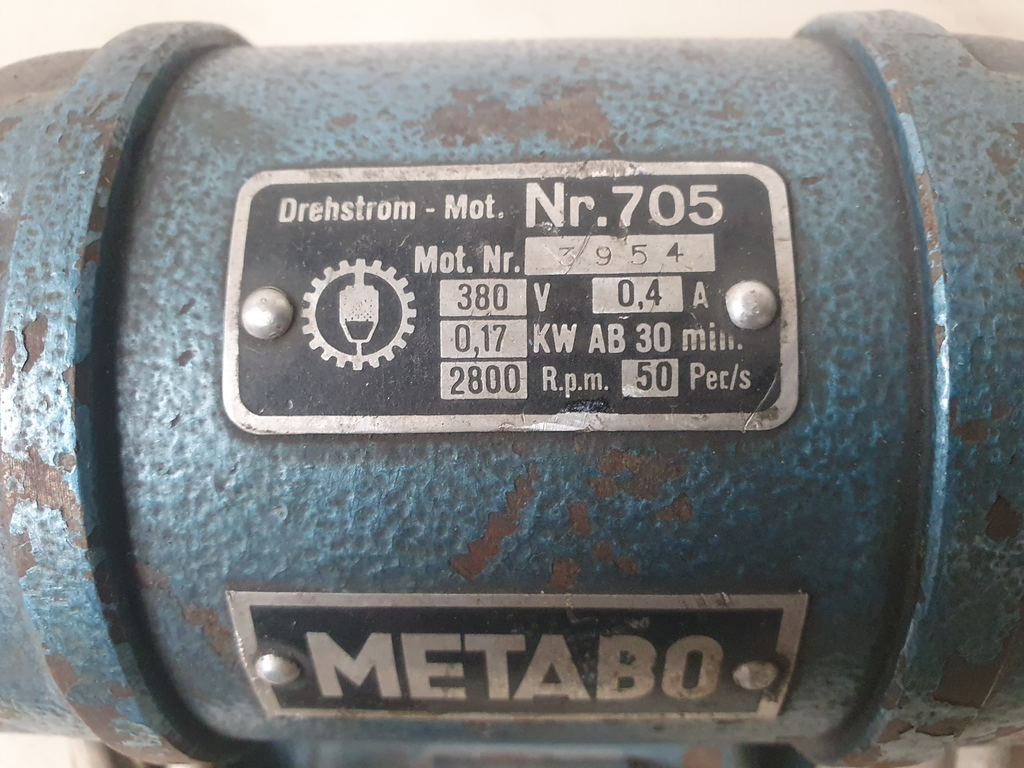 Drehstrom - Mot. Nr. 705
Mot. Nr. 3954
380 V 0,4 A
0,17 KW AB 30 min.
2800 R.p.m. 50 Per./s
METABO